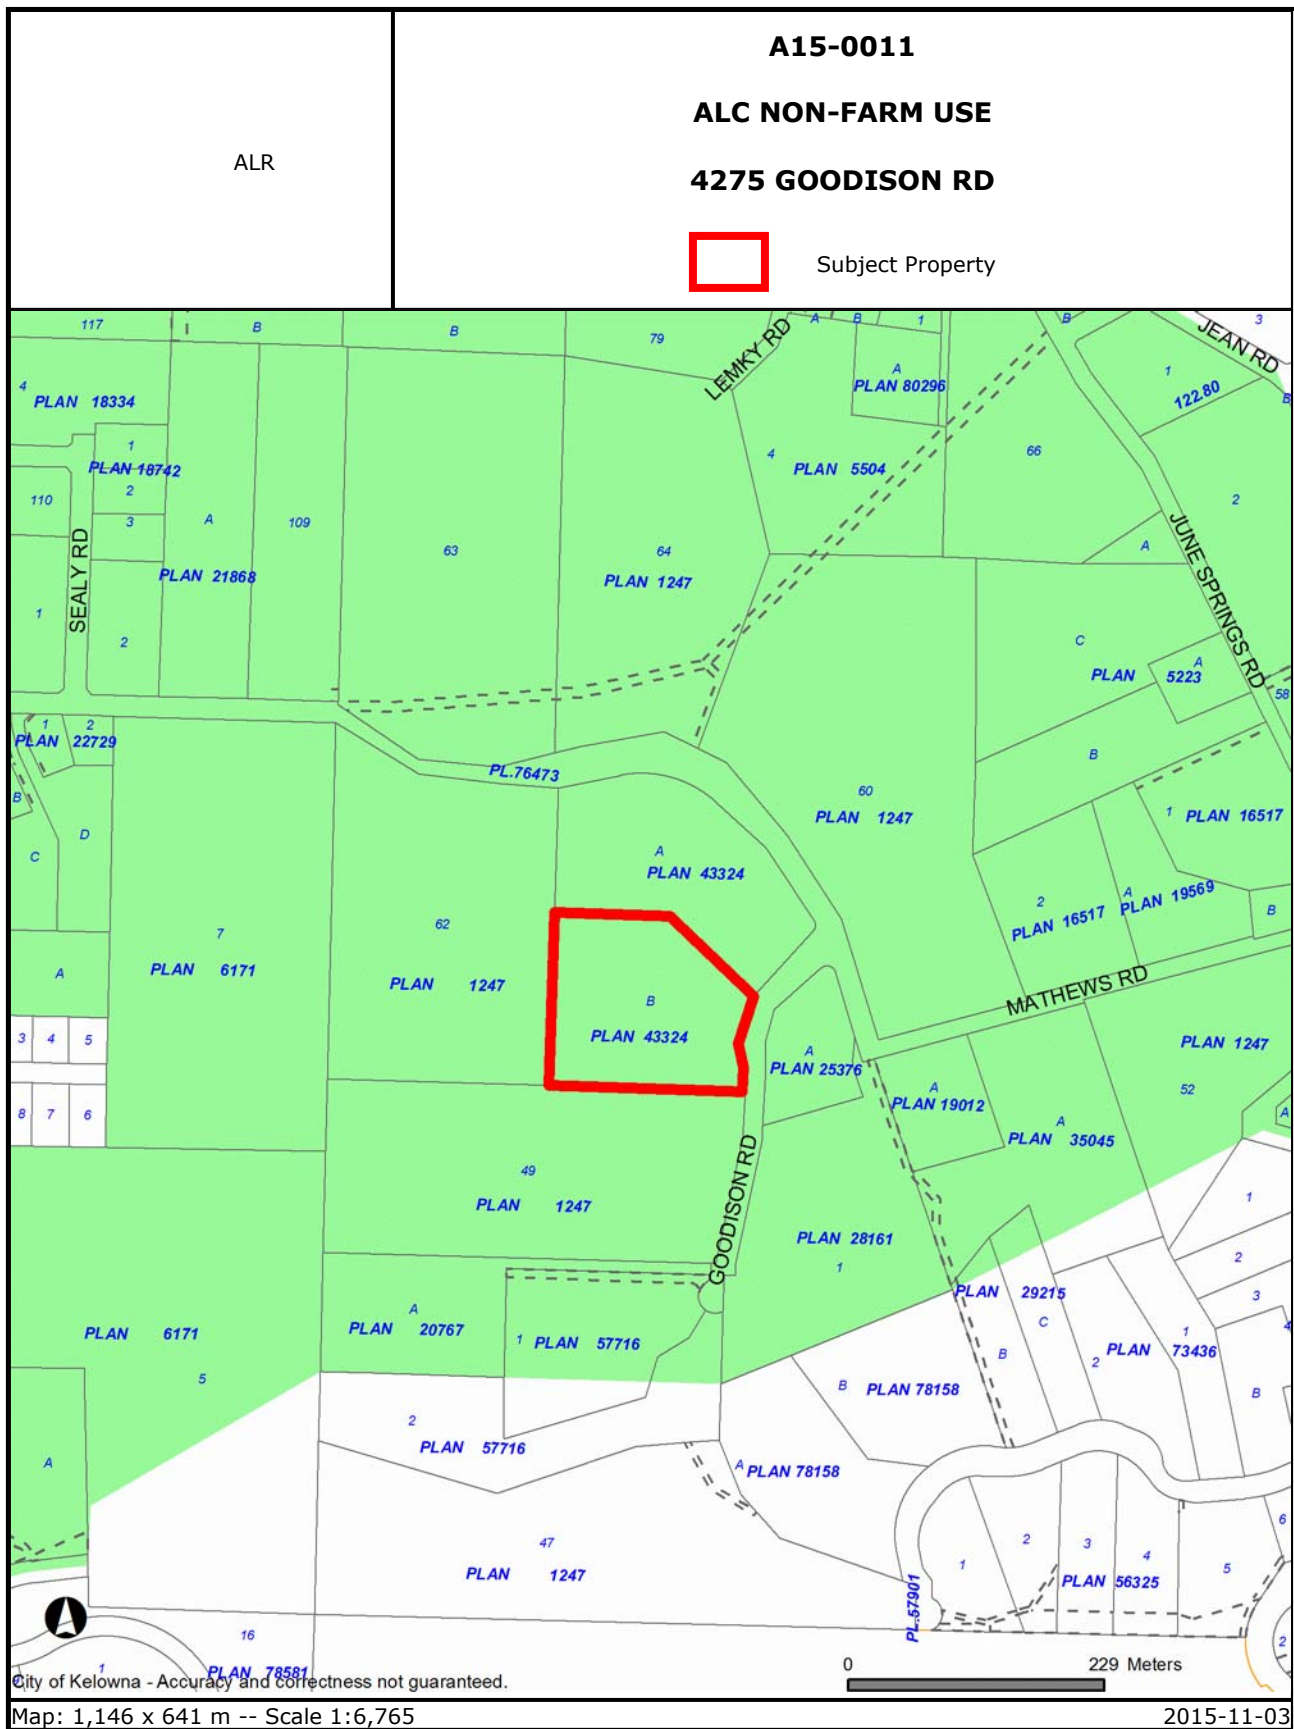 ALR
A15-0011
ALC NON-FARM USE
4275 GOODISON RD
Subject Property
117
B
B
79
LEMKY RD
A
B
1
B
JEAN RD
3
4
PLAN 18334
A
PLAN 80296
1
122.80
B
1
PLAN 18742
2
3
110
A
109
63
64
PLAN 1247
4
PLAN 5504
66
2
SEALY RD
PLAN 21868
1
2
A
JUNE SPRINGS RD
C
PLAN 5223
A
58
1
2
PLAN 22729
B
PL.76473
B
D
C
60
PLAN 1247
1
PLAN 16517
A
PLAN 43324
2
PLAN 16517
A
PLAN 19569
B
7
PLAN 6171
62
PLAN 1247
A
B
PLAN 43324
MATHEWS RD
3
4
5
A
PLAN 25376
PLAN 1247
52
8
7
6
A
PLAN 19012
A
PLAN 35045
A
49
PLAN 1247
GOODISON RD
PLAN 28161
1
1
2
3
4
PLAN 29215
C
B
2
1
PLAN 73436
B
PLAN 6171
5
A
PLAN 20767
1
PLAN 57716
B
PLAN 78158
2
PLAN 57716
A
PLAN 78158
A
47
PLAN 1247
PL.57901
1
2
3
4
5
6
PLAN 56325
2
16
PLAN 78581
1
City of Kelowna - Accuracy and correctness not guaranteed.
0
229 Meters
Map: 1,146 x 641 m -- Scale 1:6,765
2015-11-03